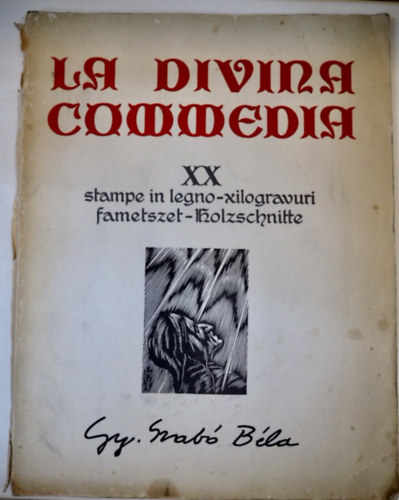 LA DIVINA
COMMEDIA
XX
stampe in legno-xilogravuri
fametszet-Holzschnitte
Gy. Szabó Béla